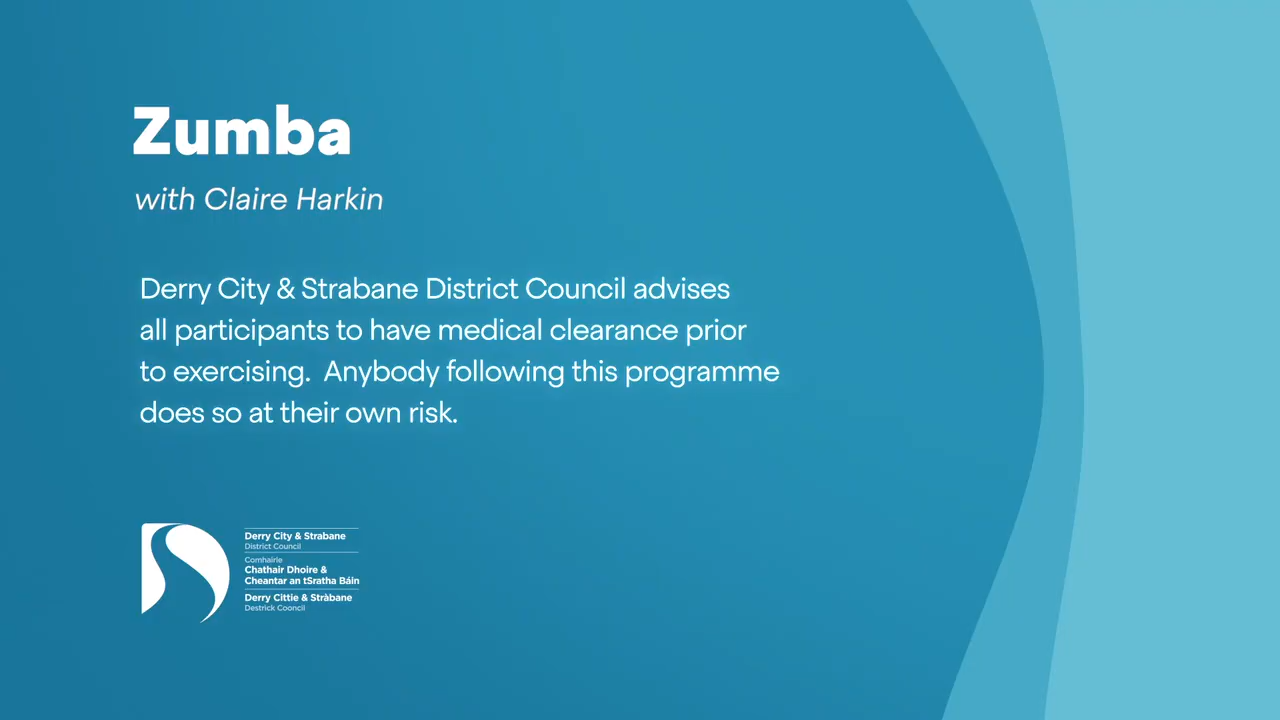 Zumba
with Claire Harkin
Derry City & Strabane District Council advises
all participants to have medical clearance prior
to exercising.  Anybody following this programme
does so at their own risk.
Derry City & Strabane
District Council
Comhairle
Chathair Dhoire &
Cheantar an tSratha Báin
Derry Cittie & Stràbane
Destrick Council